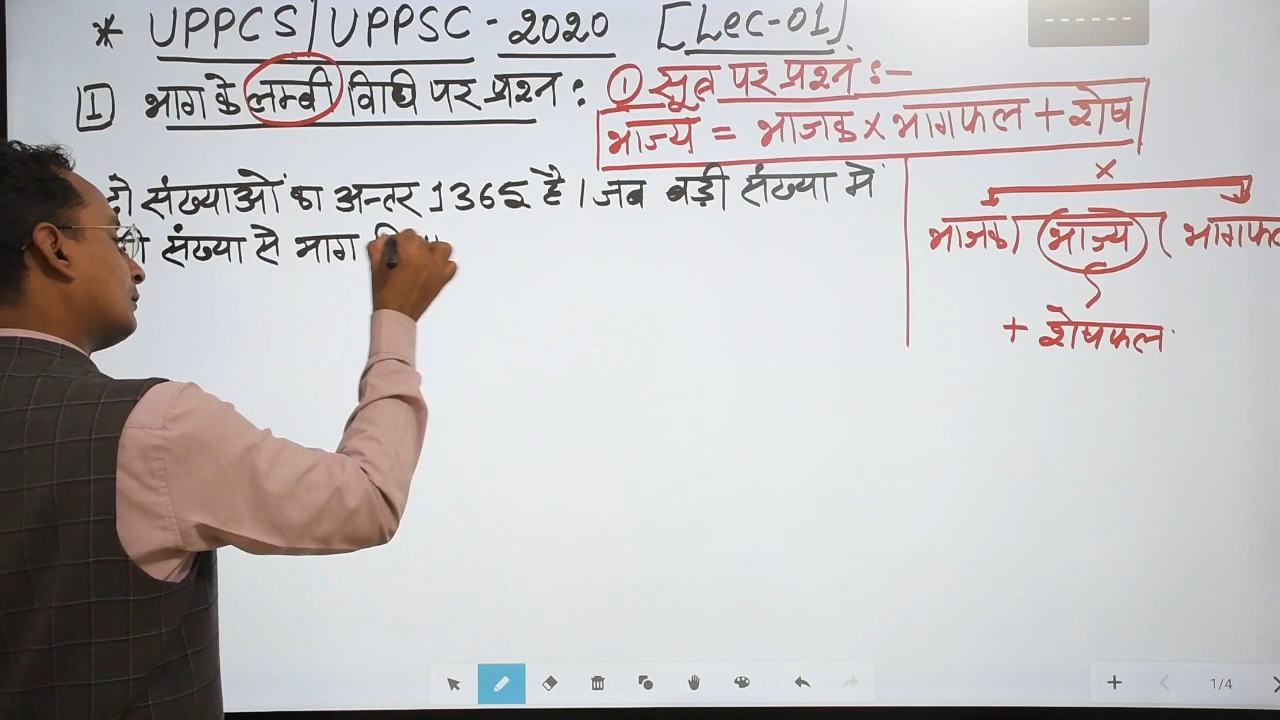 * UPPCS/UPPSC - 2020 [Lec-01]
I भाग के लम्बी विधि पर प्रश्न : ① सूत्र पर प्रश्न :-
भाज्य = भाजक × भागफल + शेष
दो संख्याओं का अन्तर 1365 है । जब बड़ी संख्या में
संख्या से भाग
×
भाजक) भाज्य (भागफल
+ शेषफल
1/4